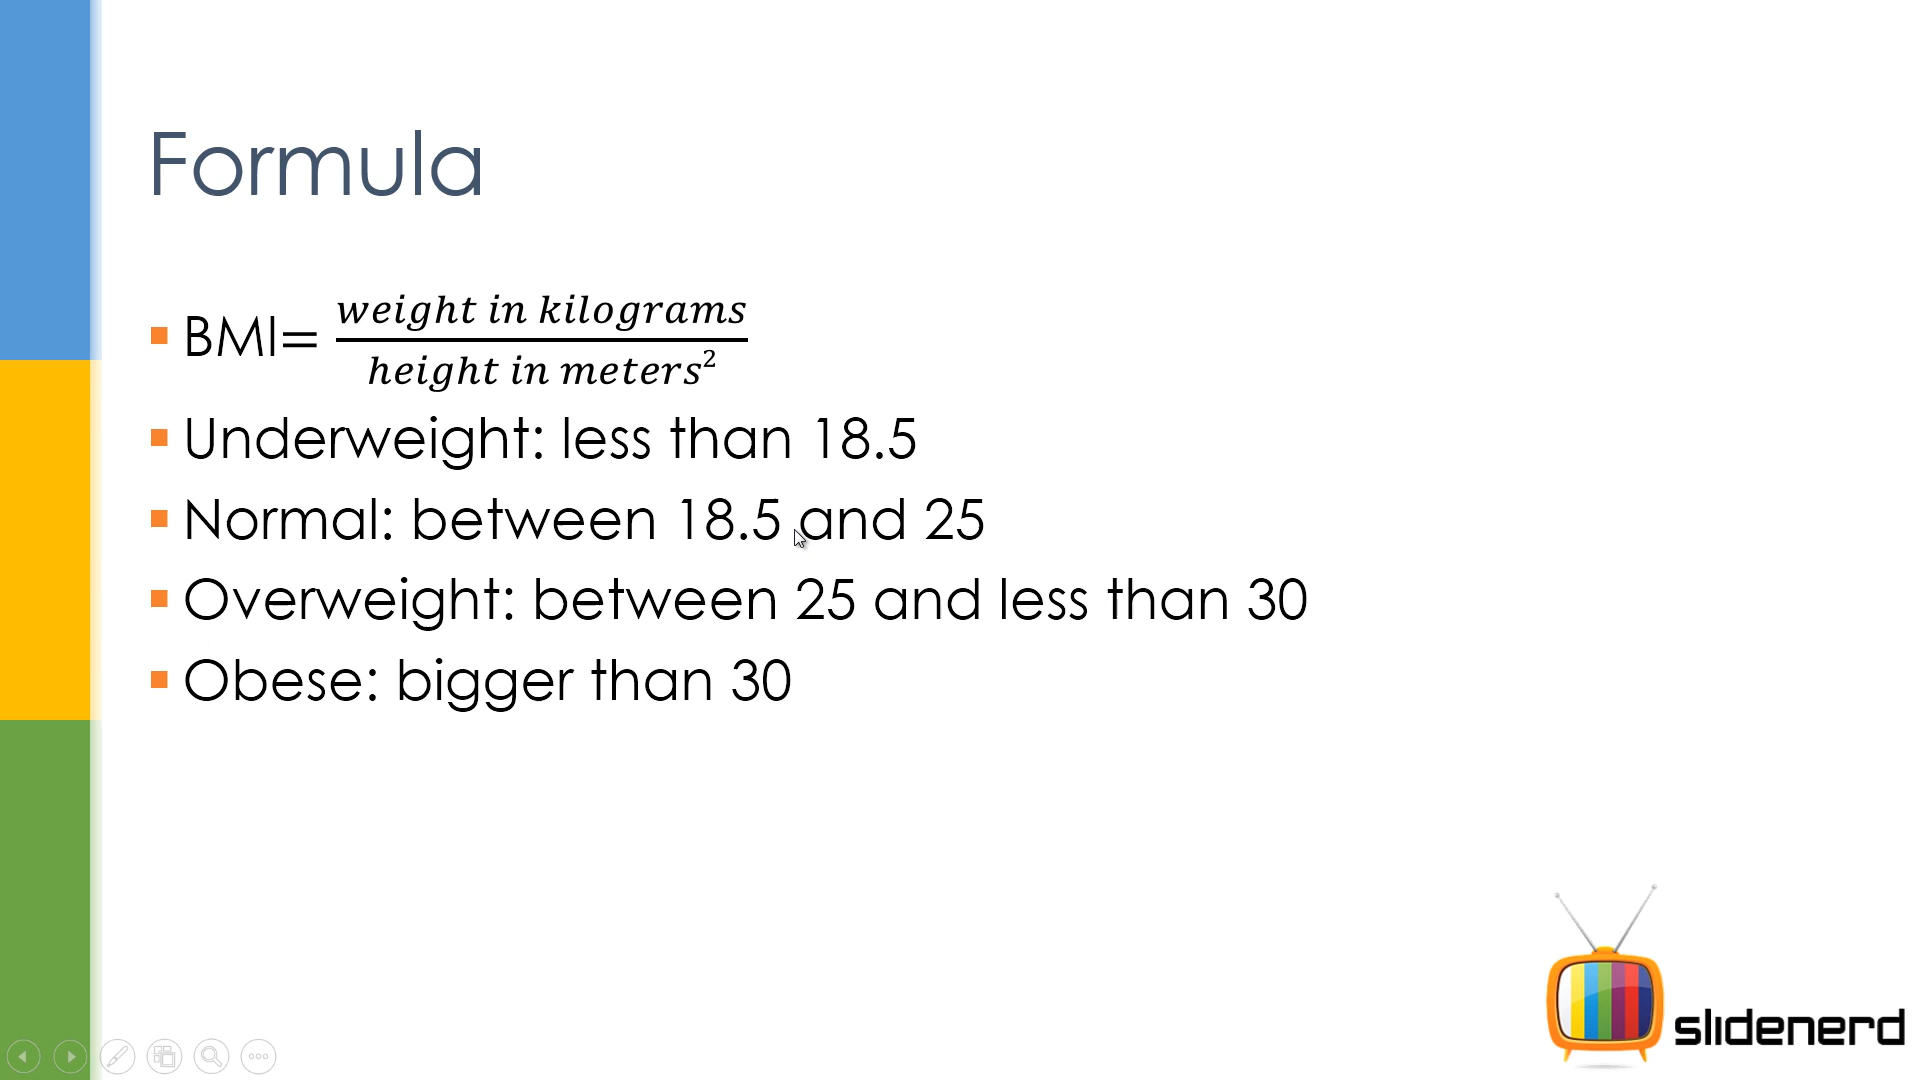 Formula
BMI= weight in kilograms / height in meters²
Underweight: less than 18.5
Normal: between 18.5 and 25
Overweight: between 25 and less than 30
Obese: bigger than 30
slidenerd